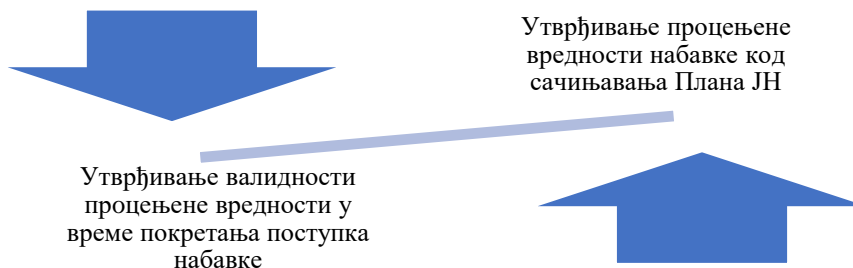 Утврђивање процењене
вредности набавке код
сачињавања Плана ЈН
Утврђивање валидности
процењене вредности у
време покретања поступка
набавке